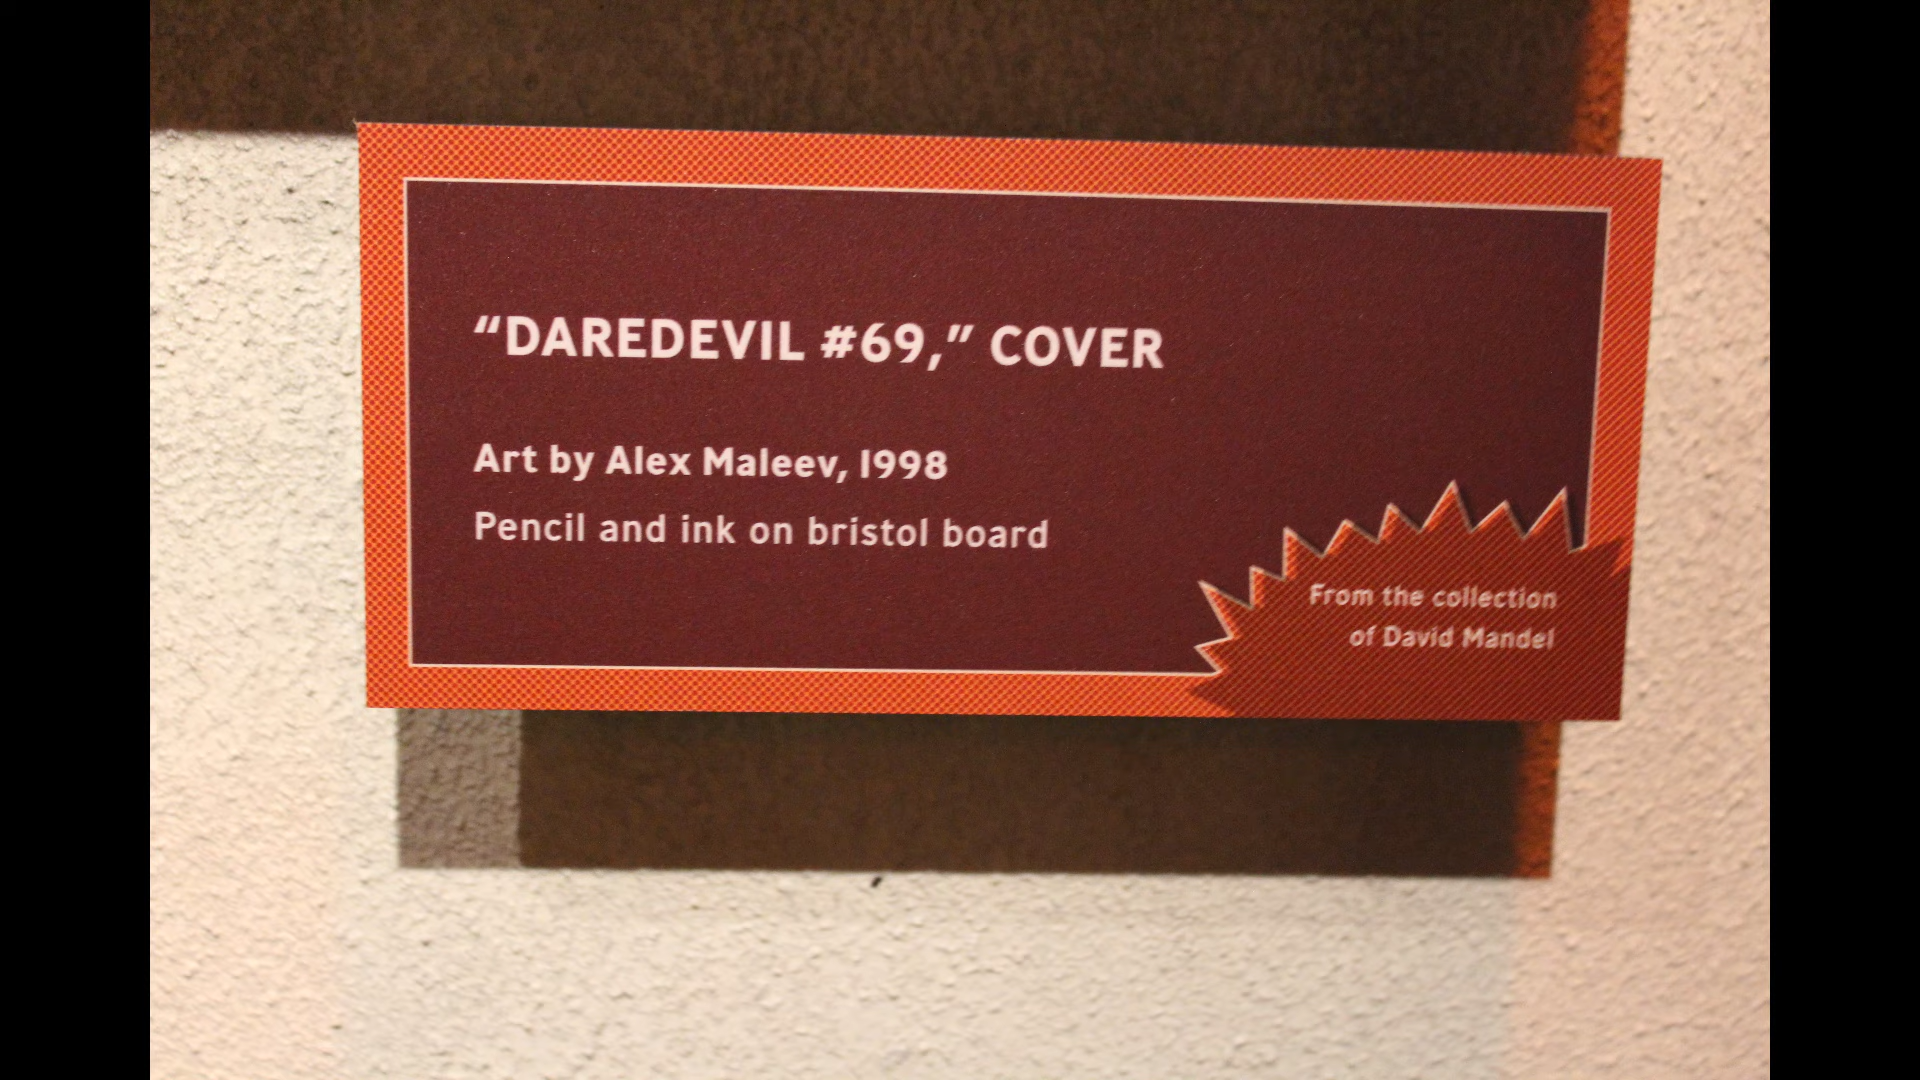 “DAREDEVIL #69,” COVER
Art by Alex Maleev, 1998
Pencil and ink on bristol board
From the collection
of David Mandel